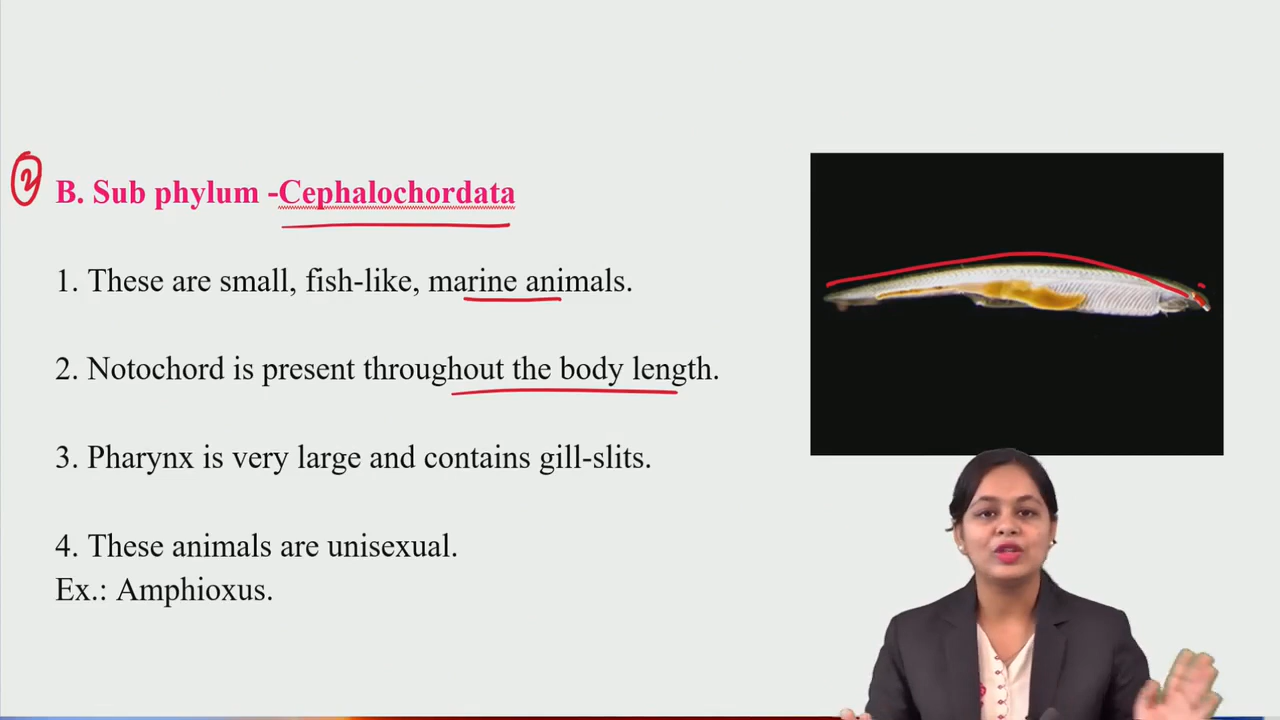 2
B. Sub phylum -Cephalochordata
1. These are small, fish-like, marine animals.
2. Notochord is present throughout the body length.
3. Pharynx is very large and contains gill-slits.
4. These animals are unisexual.
Ex.: Amphioxus.